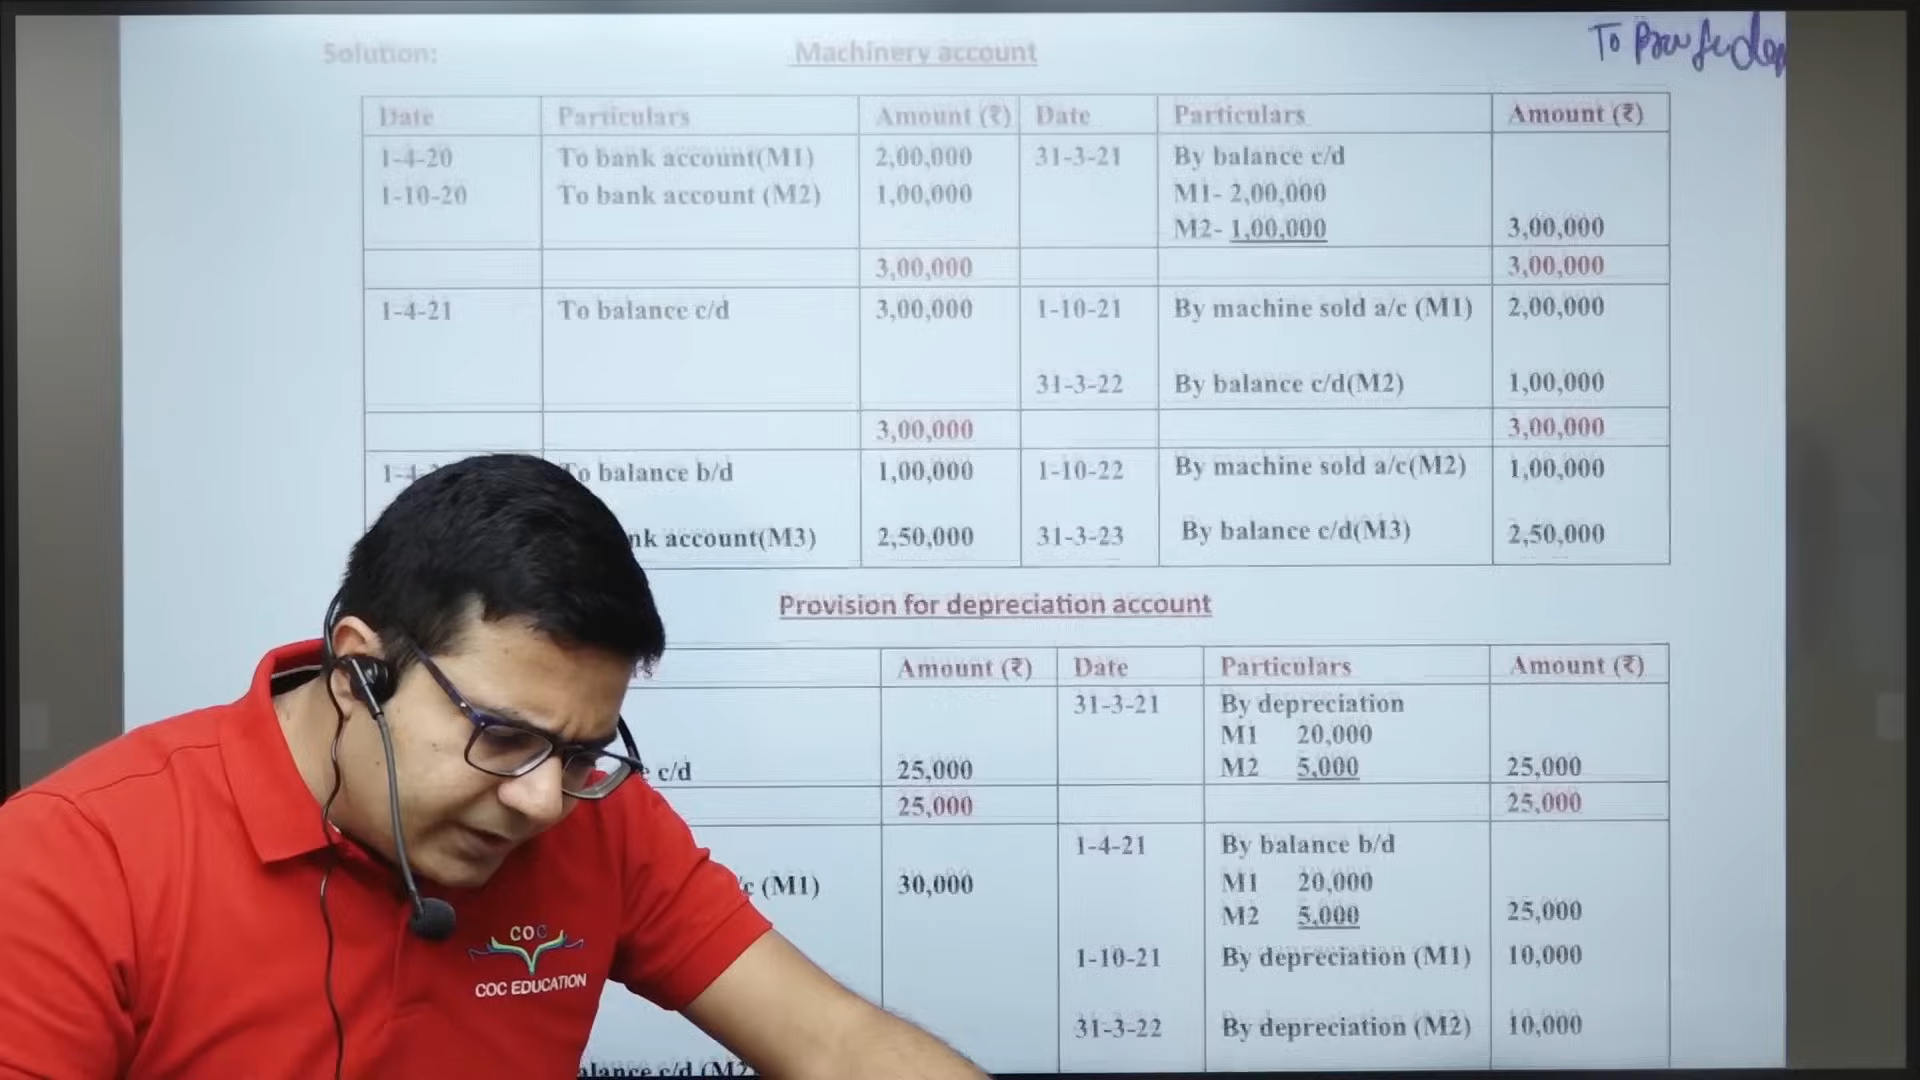 Solution:
Machinery account
To
Date Particulars Amount (₹) Date Particulars Amount (₹)
1-4-20 To bank account(M1) 2,00,000 31-3-21 By balance c/d
1-10-20 To bank account (M2) 1,00,000 M1- 2,00,000
M2- 1,00,000 3,00,000
3,00,000 3,00,000
1-4-21 To balance c/d 3,00,000 1-10-21 By machine sold a/c (M1) 2,00,000
31-3-22 By balance c/d(M2) 1,00,000
3,00,000 3,00,000
To balance b/d 1,00,000 1-10-22 By machine sold a/c(M2) 1,00,000
nk account(M3) 2,50,000 31-3-23 By balance c/d(M3) 2,50,000
Provision for depreciation account
Amount (₹) Date Particulars Amount (₹)
31-3-21 By depreciation
M1 20,000
c/d 25,000 M2 5,000 25,000
25,000 25,000
1-4-21 By balance b/d
(M1) 30,000 M1 20,000
M2 5,000 25,000
1-10-21 By depreciation (M1) 10,000
31-3-22 By depreciation (M2) 10,000
alance c/d (M2
COC
COC EDUCATION